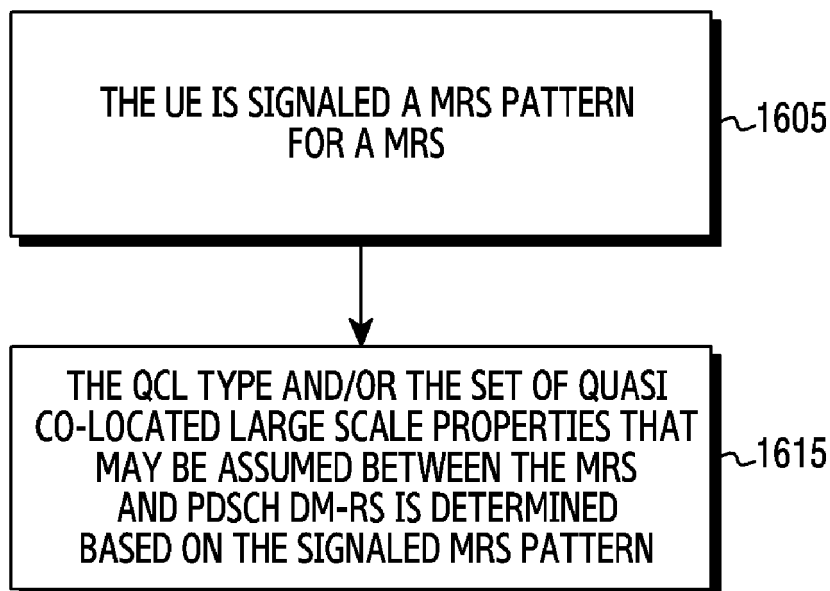 THE UE IS SIGNALED A MRS PATTERN
FOR A MRS
1605
THE QCL TYPE AND/OR THE SET OF QUASI
CO-LOCATED LARGE SCALE PROPERTIES THAT
MAY BE ASSUMED BETWEEN THE MRS
AND PDSCH DM-RS IS DETERMINED
BASED ON THE SIGNALED MRS PATTERN
1615